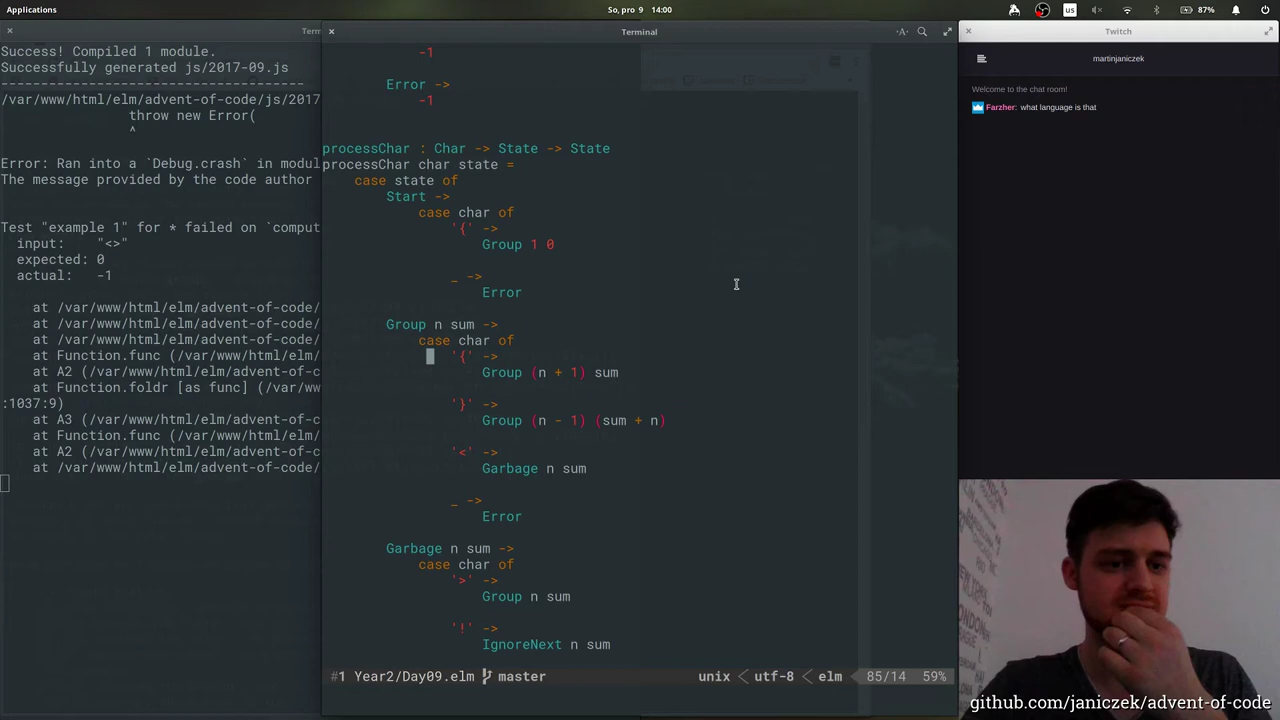 Applications
So, pro 9 14:00
us
87%
Term
Success! Compiled 1 module.
Successfully generated js/2017-09.js
----------------------------------------
/var/www/html/elm/advent-of-code/js/2017
throw new Error(
^
Error: Ran into a `Debug.crash` in modul
The message provided by the code author
Test "example 1" for * failed on `comput
input: "<>"
expected: 0
actual: -1
at /var/www/html/elm/advent-of-code/
at /var/www/html/elm/advent-of-code/
at /var/www/html/elm/advent-of-code/
at Function.func (/var/www/html/elm/
at A2 (/var/www/html/elm/advent-of-c
at Function.foldr [as func] (/var/ww
:1037:9)
at A3 (/var/www/html/elm/advent-of-c
at Function.func (/var/www/html/elm/
at A2 (/var/www/html/elm/advent-of-c
at /var/www/html/elm/advent-of-code/
Terminal
-A-
-1
Error ->
-1
processChar : Char -> State -> State
processChar char state =
case state of
Start ->
case char of
'{' ->
Group 1 0
_ ->
Error
Group n sum ->
case char of
'{' ->
Group (n + 1) sum
'}' ->
Group (n - 1) (sum + n)
'<' ->
Garbage n sum
_ ->
Error
Garbage n sum ->
case char of
'>' ->
Group n sum
'!' ->
IgnoreNext n sum
#1 Year2/Day09.elm master unix < utf-8 < elm 85/14 59%
Twitch
martinjaniczek
Welcome to the chat room!
Farzher: what language is that
github.com/janiczek/advent-of-code